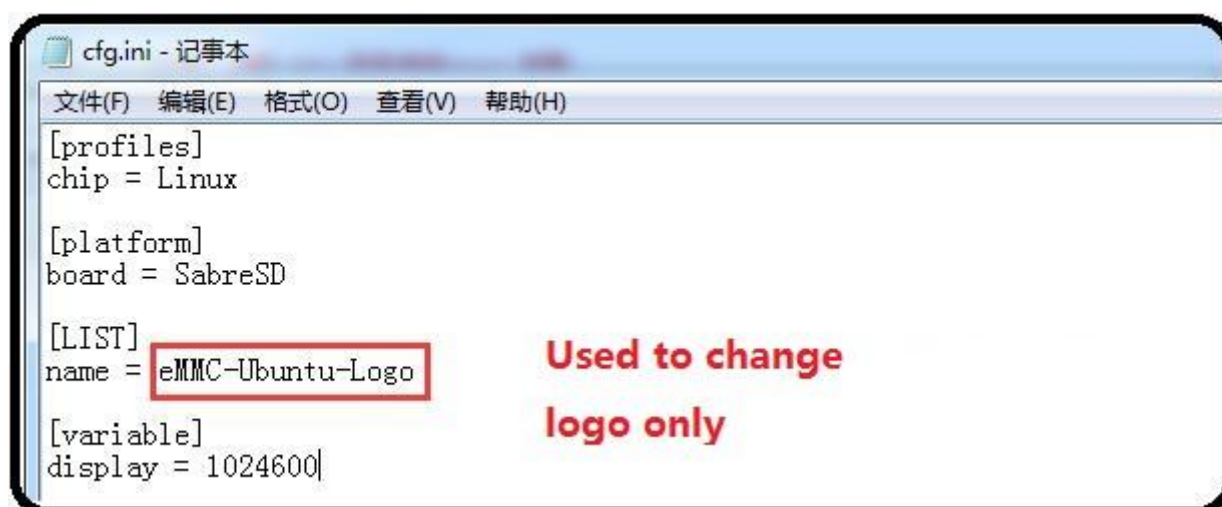 cfg.ini - 记事本
文件(F) 编辑(E) 格式(O) 查看(V) 帮助(H)
[profiles]
chip = Linux
[platform]
board = SabreSD
[LIST]
name = eMMC-Ubuntu-Logo
Used to change
logo only
[variable]
display = 1024600